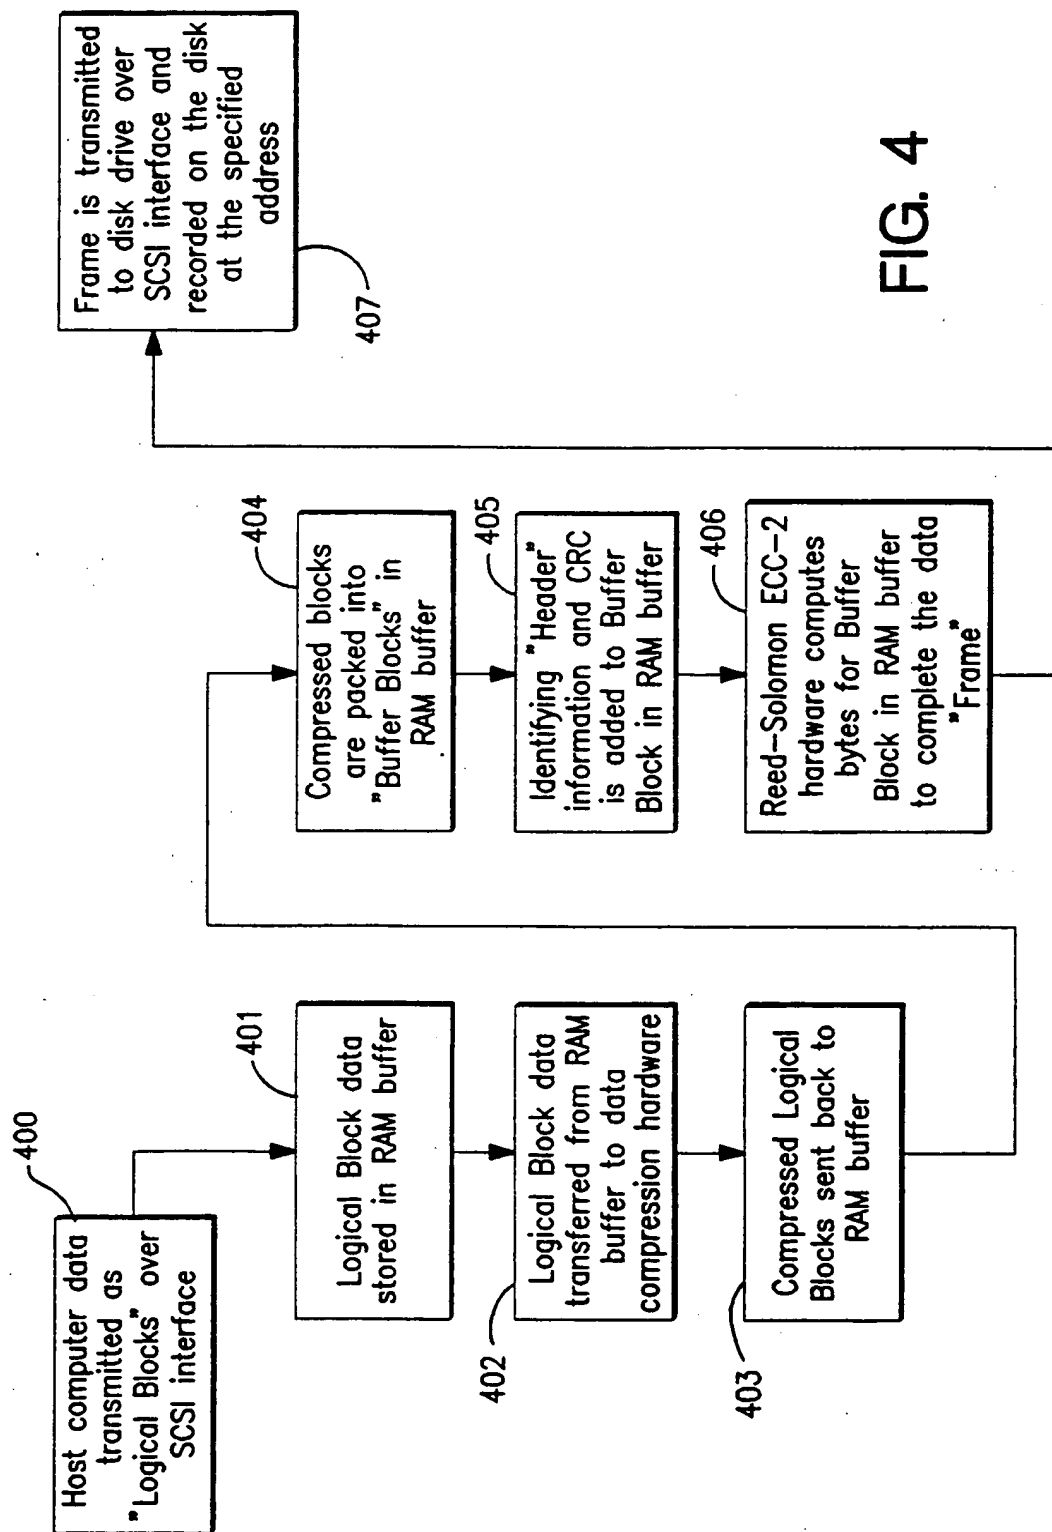 Host computer data
transmitted as
"Logical Blocks" over
SCSI interface
400
Logical Block data
stored in RAM buffer
401
Logical Block data
transferred from RAM
buffer to data
compression hardware
402
Compressed Logical
Blocks sent back to
RAM buffer
403
Compressed blocks
are packed into
"Buffer Blocks" in
RAM buffer
404
Identifying "Header"
information and CRC
is added to Buffer
Block in RAM buffer
405
Reed-Solomon ECC-2
hardware computes
bytes for Buffer
Block in RAM buffer
to complete the data
"Frame"
406
Frame is transmitted
to disk drive over
SCSI interface and
recorded on the disk
at the specified
address
407
FIG. 4